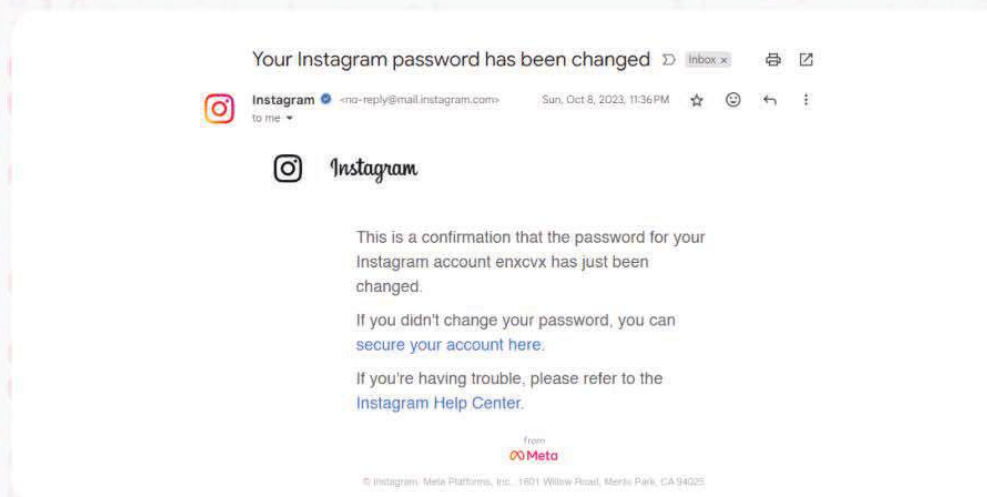 Your Instagram password has been changed Inbox x
Instagram <no-reply@mail.instagram.com> Sun, Oct 8, 2023, 11:36 PM
to me
Instagram
This is a confirmation that the password for your
Instagram account enxcvx has just been
changed.
If you didn't change your password, you can
secure your account here.
If you're having trouble, please refer to the
Instagram Help Center.
from
Meta
© Instagram. Meta Platforms, Inc., 1601 Willow Road, Menlo Park, CA 94025